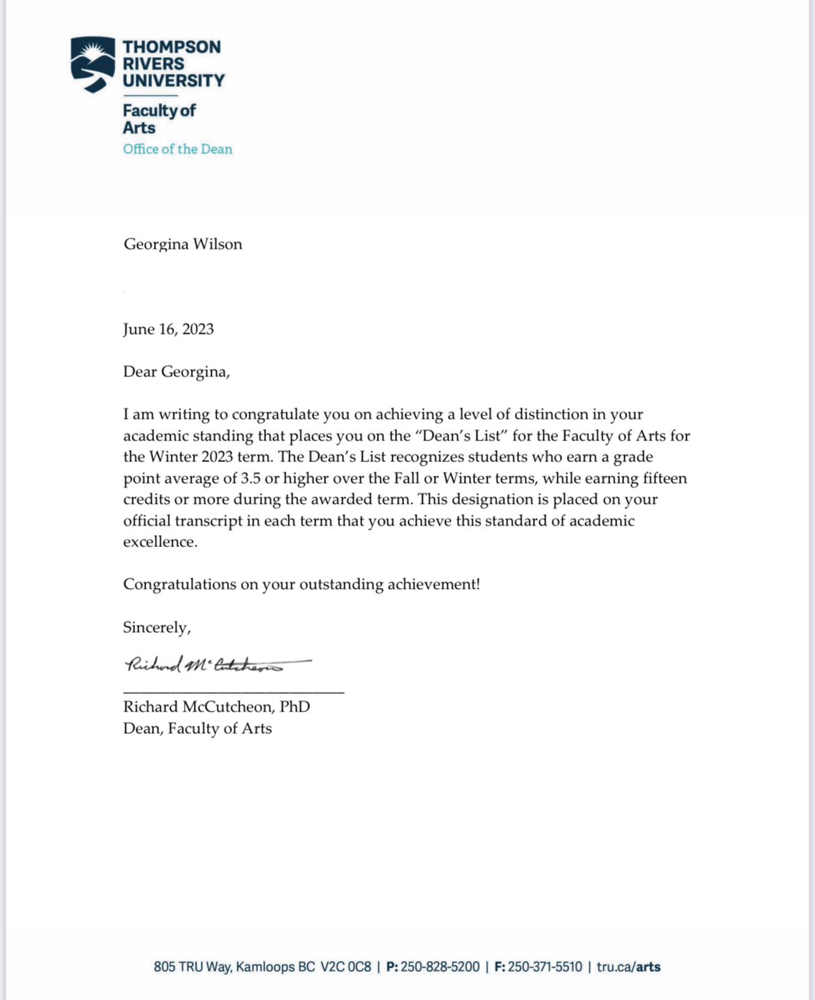 THOMPSON
RIVERS
UNIVERSITY
Faculty of
Arts
Office of the Dean
Georgina Wilson
June 16, 2023
Dear Georgina,
I am writing to congratulate you on achieving a level of distinction in your
academic standing that places you on the “Dean’s List” for the Faculty of Arts for
the Winter 2023 term. The Dean’s List recognizes students who earn a grade
point average of 3.5 or higher over the Fall or Winter terms, while earning fifteen
credits or more during the awarded term. This designation is placed on your
official transcript in each term that you achieve this standard of academic
excellence.
Congratulations on your outstanding achievement!
Sincerely,
Richard McCutcheon
Richard McCutcheon, PhD
Dean, Faculty of Arts
805 TRU Way, Kamloops BC V2C 0C8 | P: 250-828-5200 | F: 250-371-5510 | tru.ca/arts